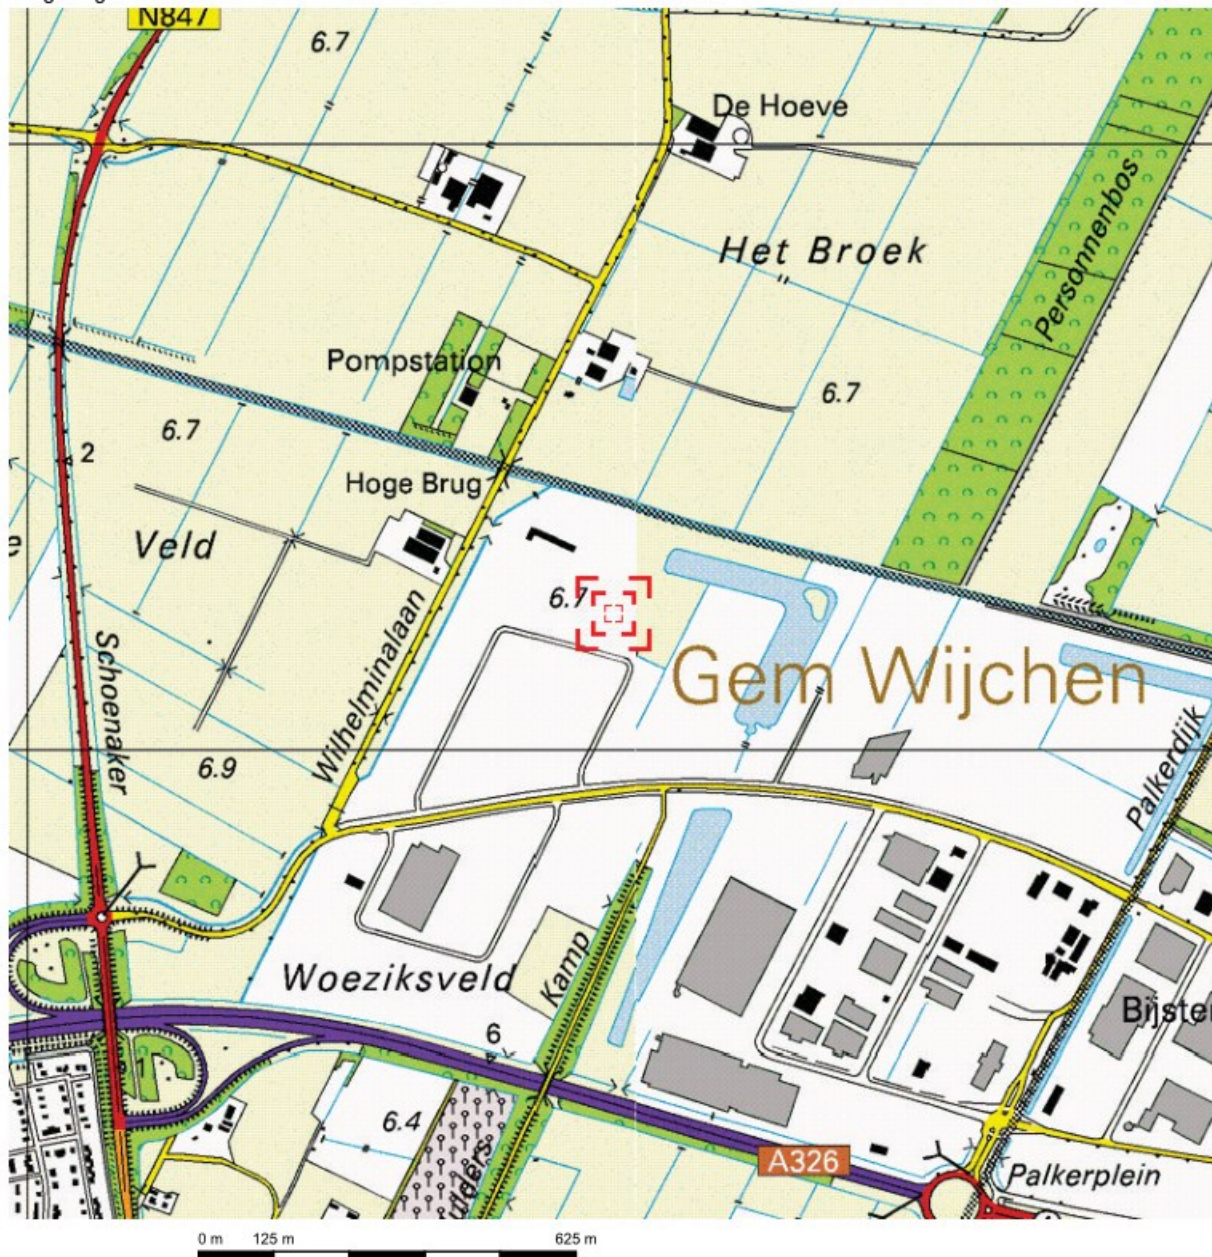 N847
6.7
De Hoeve
Het Broek
Personnenbos
Pompstation
6.7
6.7
2
Hoge Brug
Veld
6.7
Gem Wijchen
Schoenaker
Wilhelminalaan
6.9
Palkerdijk
Woeziksveld
Kamp
6
Bijster
6.4
A326
Palkerplein
0 m 125 m 625 m